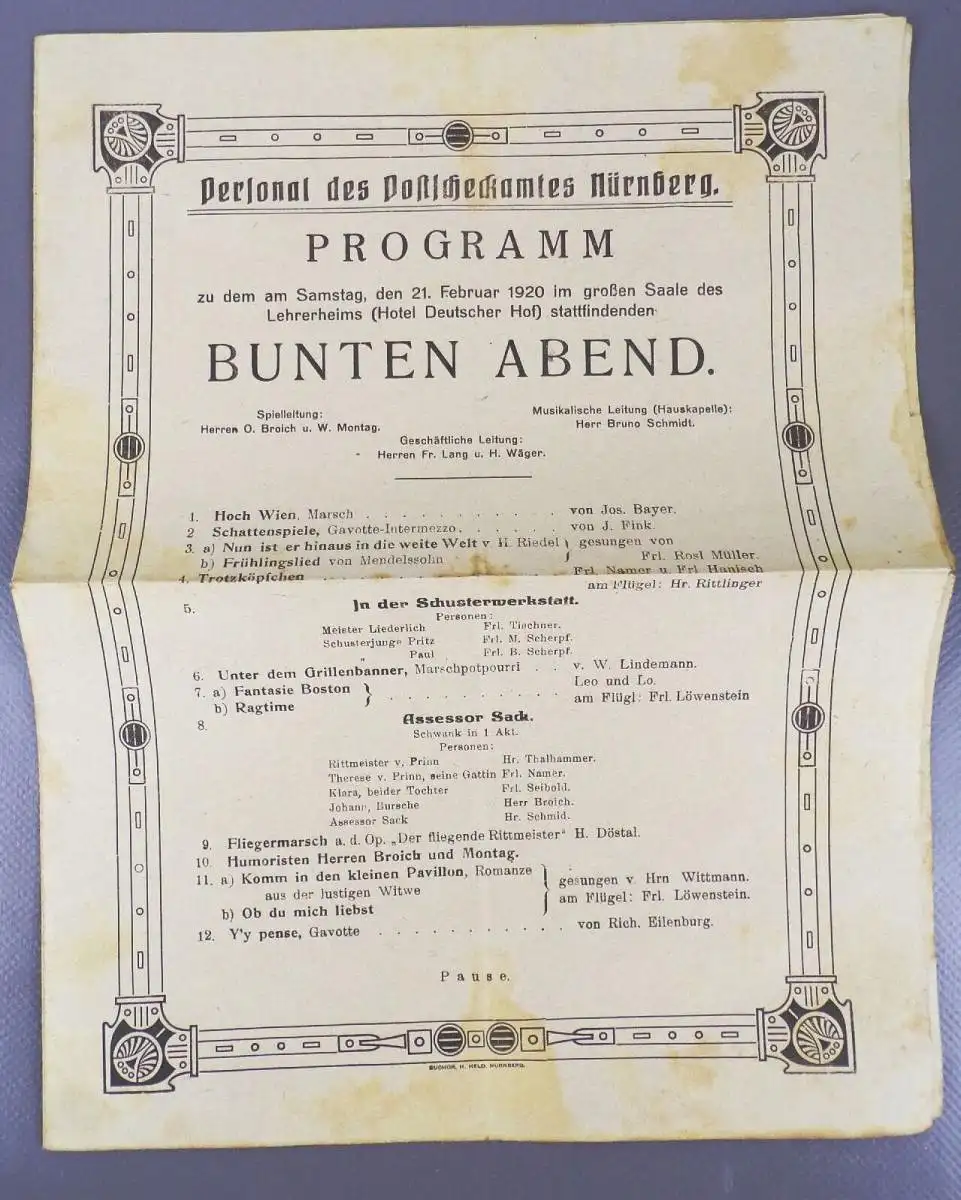 Personal des Postscheckamtes Nürnberg.
PROGRAMM
zu dem am Samstag, den 21. Februar 1920 im großen Saale des
Lehrerheims (Hotel Deutscher Hof) stattfindenden
BUNTEN ABEND.
Spielleitung:
Herren O. Broich u. W. Montag.
Musikalische Leitung (Hauskapelle):
Herr Bruno Schmidt.
Geschäftliche Leitung:
Herren Fr. Lang u. H. Wäger.
1. Hoch Wien, Marsch . . . . . . . . . . . von Jos. Bayer.
2 Schattenspiele, Gavotte-Intermezzo. . . . . . von J. Fink.
3. a) Nun ist er hinaus in die weite Welt v. H. Riedel } gesungen von
b) Frühlingslied von Mendelssohn } Frl. Rosl Müller.
4. Trotzköpfchen . . . . . . . . . . . Frl. Namer u. Frl Hanisch
am Flügel: Hr. Rittlinger
5. In der Schusterwerkstatt.
Personen:
Meister Liederlich Frl. Tischner.
Schusterjunge Pritz Frl. M. Scherpf.
„ Paul Frl. B. Scherpf.
6. Unter dem Grillenbanner, Marschpotpourri . . v. W. Lindemann.
7. a) Fantasie Boston } . . . . . . . . . . Leo und Lo.
b) Ragtime } am Flügl: Frl. Löwenstein
8. Assessor Sack.
Schwank in 1 Akt.
Personen:
Rittmeister v. Prinn Hr. Thalhammer.
Therese v. Prinn, seine Gattin Frl. Namer.
Klara, beider Tochter Frl. Seibold.
Johann, Bursche Herr Broich.
Assessor Sack Hr. Schmid.
9. Fliegermarsch a. d. Op. „Der fliegende Rittmeister“ H. Döstal.
10. Humoristen Herren Broich und Montag.
11. a) Komm in den kleinen Pavillon, Romanze } gesungen v. Hrn Wittmann.
aus der lustigen Witwe } am Flügel: Frl. Löwenstein.
b) Ob du mich liebst
12. Y'y pense, Gavotte . . . . . . . . . . . von Rich. Eilenburg.
Pause.
BUCHDR. H. HELD, NÜRNBERG.